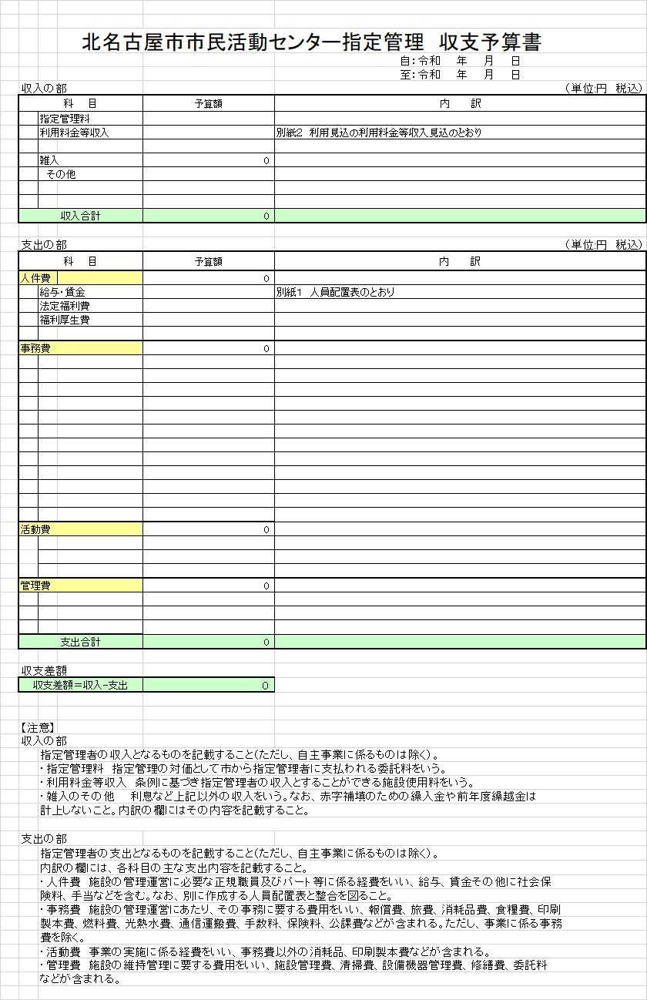 北名古屋市市民活動センター指定管理　収支予算書
自：令和　年　月　日
至：令和　年　月　日
収入の部　（単位:円　税込）
科　目　予算額　内　訳
指定管理料
利用料金等収入　別紙２　利用見込の利用料金等収入見込のとおり
雑入　0
その他
収入合計　0
支出の部　（単位:円　税込）
科　目　予算額　内　訳
人件費　0
給与・賃金　別紙１　人員配置表のとおり
法定福利費
福利厚生費
事務費　0
活動費　0
管理費　0
支出合計　0
収支差額
収支差額＝収入-支出　0
【注意】
収入の部
指定管理者の収入となるものを記載すること（ただし、自主事業に係るものは除く）。
・指定管理料　指定管理の対価として市から指定管理者に支払われる委託料をいう。
・利用料金等収入　条例に基づき指定管理者の収入とすることができる施設使用料をいう。
・雑入のその他　利息など上記以外の収入をいう。なお、赤字補填のための繰入金や前年度繰越金は
計上しないこと。内訳の欄にはその内容を記載すること。
支出の部
指定管理者の支出となるものを記載すること（ただし、自主事業に係るものは除く）。
内訳の欄には、各科目の主な支出内容を記載すること。
・人件費　施設の管理運営に必要な正規職員及びパート等に係る経費をいい、給与、賃金その他に社会保
険料、手当などを含む。なお、別に作成する人員配置表と整合を図ること。
・事務費　施設の管理運営にあたり、その事務に要する費用をいい、報償費、旅費、消耗品費、食糧費、印刷
製本費、燃料費、光熱水費、通信運搬費、手数料、保険料、公課費などが含まれる。ただし、事業に係る事務
費を除く。
・活動費　事業の実施に係る経費をいい、事務費以外の消耗品、印刷製本費などが含まれる。
・管理費　施設の維持管理に要する費用をいい、施設管理費、清掃費、設備機器管理費、修繕費、委託料
などが含まれる。